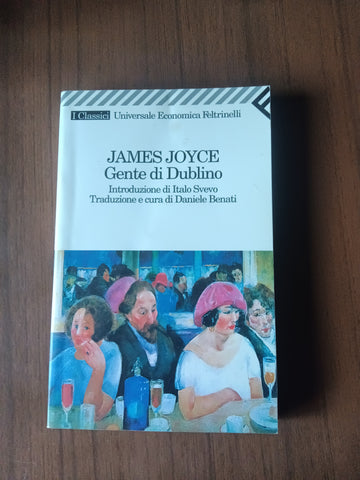 I Classici Universale Economica Feltrinelli
JAMES JOYCE
Gente di Dublino
Introduzione di Italo Svevo
Traduzione e cura di Daniele Benati